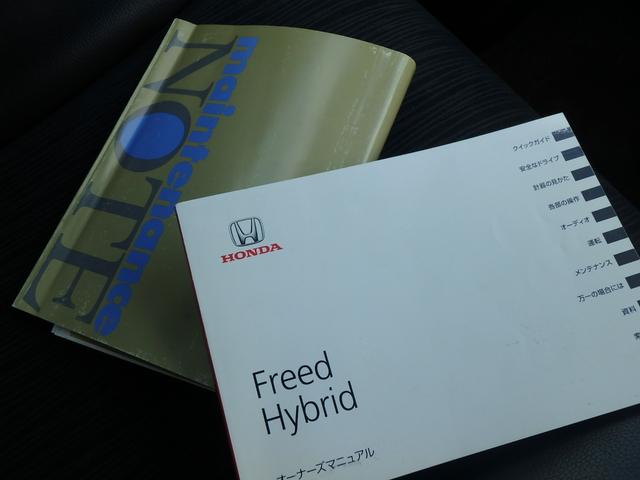 maintenance
NOTE
HONDA
Freed
Hybrid
オーナーズマニュアル
クイックガイド
安全なドライブ
計器の見かた
各部の操作
オーディオ
運転
メンテナンス
万一の場合には
資料